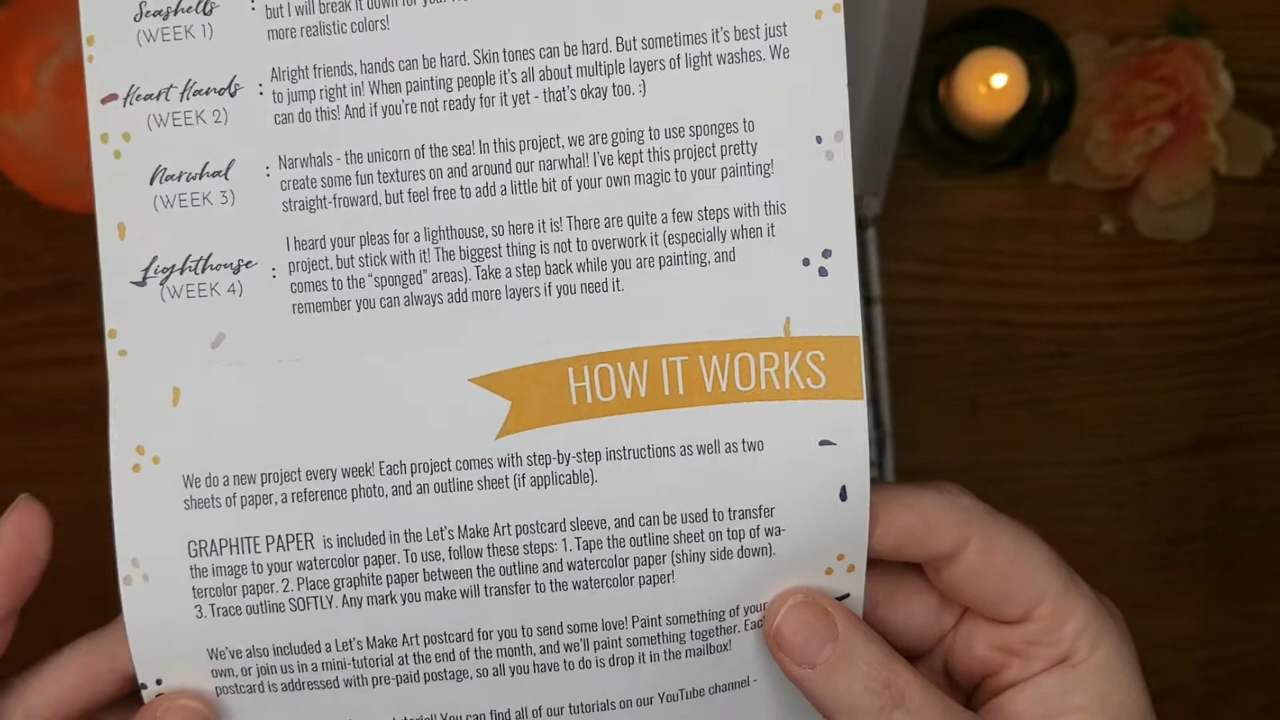 Seashells
(WEEK 1)
:
but I will break it down for
more realistic colors!
Heart Hands
(WEEK 2)
:
Alright friends, hands can be hard. Skin tones can be hard. But sometimes it's best just
to jump right in! When painting people it's all about multiple layers of light washes. We
can do this! And if you're not ready for it yet - that's okay too. :)
Narwhal
(WEEK 3)
:
Narwhals - the unicorn of the sea! In this project, we are going to use sponges to
create some fun textures on and around our narwhal! I've kept this project pretty
straight-froward, but feel free to add a little bit of your own magic to your painting!
Lighthouse
(WEEK 4)
:
I heard your pleas for a lighthouse, so here it is! There are quite a few steps with this
project, but stick with it! The biggest thing is not to overwork it (especially when it
comes to the "sponged" areas). Take a step back while you are painting, and
remember you can always add more layers if you need it.
HOW IT WORKS
We do a new project every week! Each project comes with step-by-step instructions as well as two
sheets of paper, a reference photo, and an outline sheet (if applicable).
GRAPHITE PAPER is included in the Let's Make Art postcard sleeve, and can be used to transfer
the image to your watercolor paper. To use, follow these steps: 1. Tape the outline sheet on top of wa-
tercolor paper. 2. Place graphite paper between the outline and watercolor paper (shiny side down).
3. Trace outline SOFTLY. Any mark you make will transfer to the watercolor paper!
We've also included a Let's Make Art postcard for you to send some love! Paint something of your
own, or join us in a mini-tutorial at the end of the month, and we'll paint something together. Eac
postcard is addressed with pre-paid postage, so all you have to do is drop it in the mailbox!
You can find all of our tutorials on our YouTube channel -